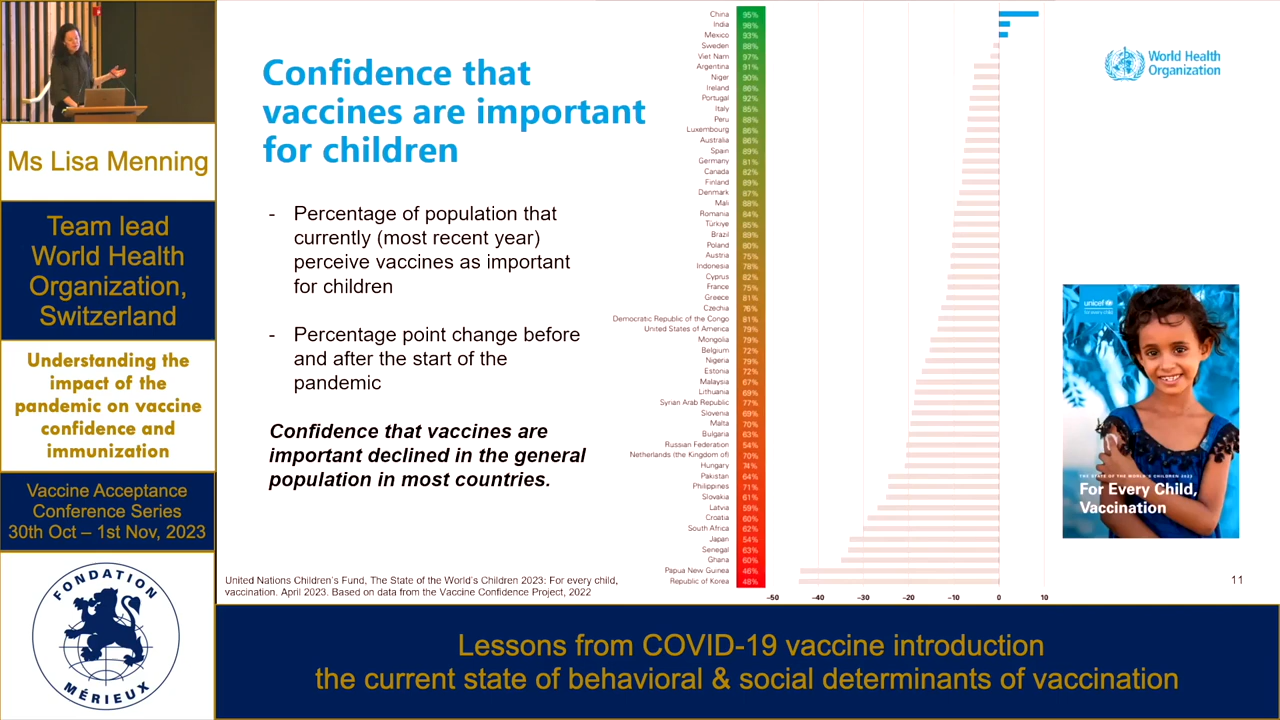 Ms Lisa Menning
Team lead
World Health
Organization,
Switzerland
Understanding the
impact of the
pandemic on vaccine
confidence and
immunization
Vaccine Acceptance
Conference Series
30th Oct – 1st Nov, 2023
FONDATION
MÉRIEUX
Confidence that
vaccines are important
for children
- Percentage of population that
currently (most recent year)
perceive vaccines as important
for children
- Percentage point change before
and after the start of the
pandemic
Confidence that vaccines are
important declined in the general
population in most countries.
United Nations Children's Fund, The State of the World's Children 2023: For every child,
vaccination. April 2023. Based on data from the Vaccine Confidence Project, 2022
China 95%
India 98%
Mexico 93%
Sweden 88%
Viet Nam 97%
Argentina 91%
Niger 90%
Ireland 86%
Portugal 92%
Italy 85%
Peru 88%
Luxembourg 86%
Australia 86%
Spain 89%
Germany 81%
Canada 82%
Finland 89%
Denmark 87%
Mali 88%
Romania 84%
Türkiye 85%
Brazil 89%
Poland 80%
Austria 75%
Indonesia 78%
Cyprus 82%
France 75%
Greece 81%
Czechia 76%
Democratic Republic of the Congo 81%
United States of America 79%
Mongolia 79%
Belgium 72%
Nigeria 79%
Estonia 72%
Malaysia 67%
Lithuania 69%
Syrian Arab Republic 77%
Slovenia 69%
Malta 70%
Bulgaria 63%
Russian Federation 54%
Netherlands (the Kingdom of) 70%
Hungary 74%
Pakistan 64%
Philippines 71%
Slovakia 61%
Latvia 59%
Croatia 60%
South Africa 62%
Japan 54%
Senegal 63%
Ghana 60%
Papua New Guinea 46%
Republic of Korea 48%
–50 –40 –30 –20 –10 0 10
World Health
Organization
unicef
for every child
THE STATE OF THE WORLD'S CHILDREN 2023
For Every Child,
Vaccination
11
Lessons from COVID-19 vaccine introduction
the current state of behavioral & social determinants of vaccination